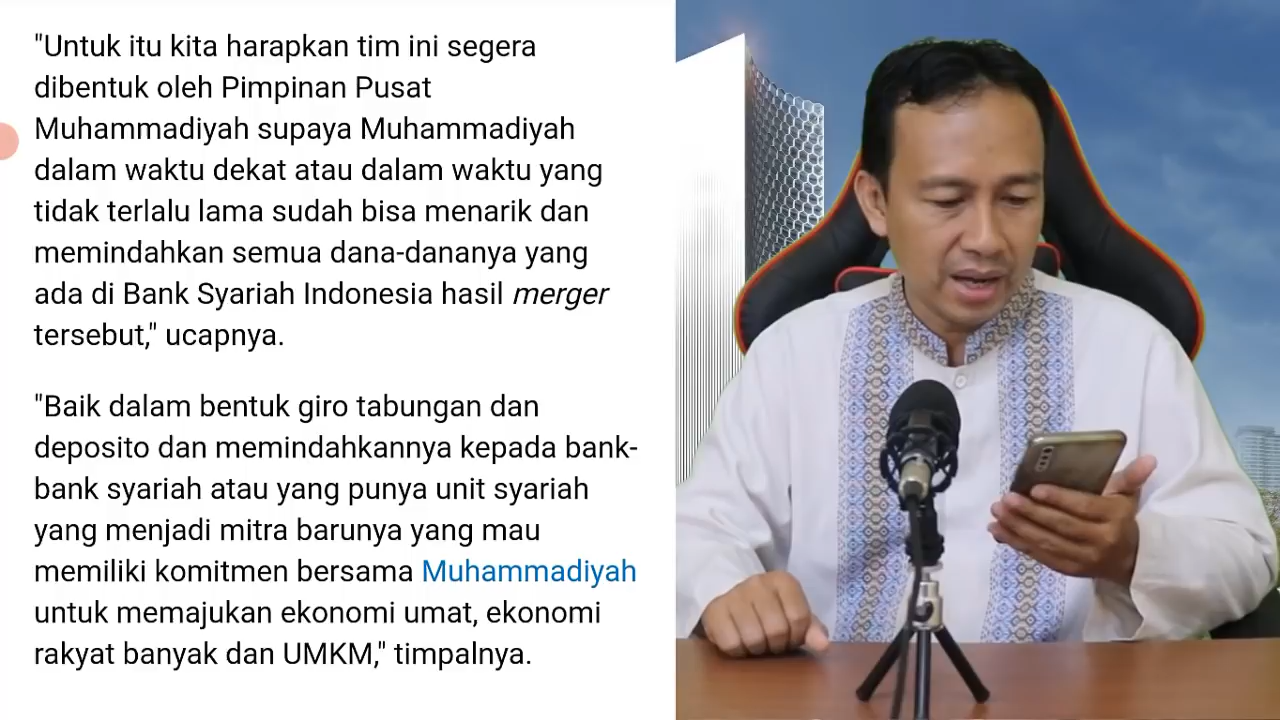 "Untuk itu kita harapkan tim ini segera
dibentuk oleh Pimpinan Pusat
Muhammadiyah supaya Muhammadiyah
dalam waktu dekat atau dalam waktu yang
tidak terlalu lama sudah bisa menarik dan
memindahkan semua dana-dananya yang
ada di Bank Syariah Indonesia hasil merger
tersebut," ucapnya.
"Baik dalam bentuk giro tabungan dan
deposito dan memindahkannya kepada bank-
bank syariah atau yang punya unit syariah
yang menjadi mitra barunya yang mau
memiliki komitmen bersama Muhammadiyah
untuk memajukan ekonomi umat, ekonomi
rakyat banyak dan UMKM," timpalnya.